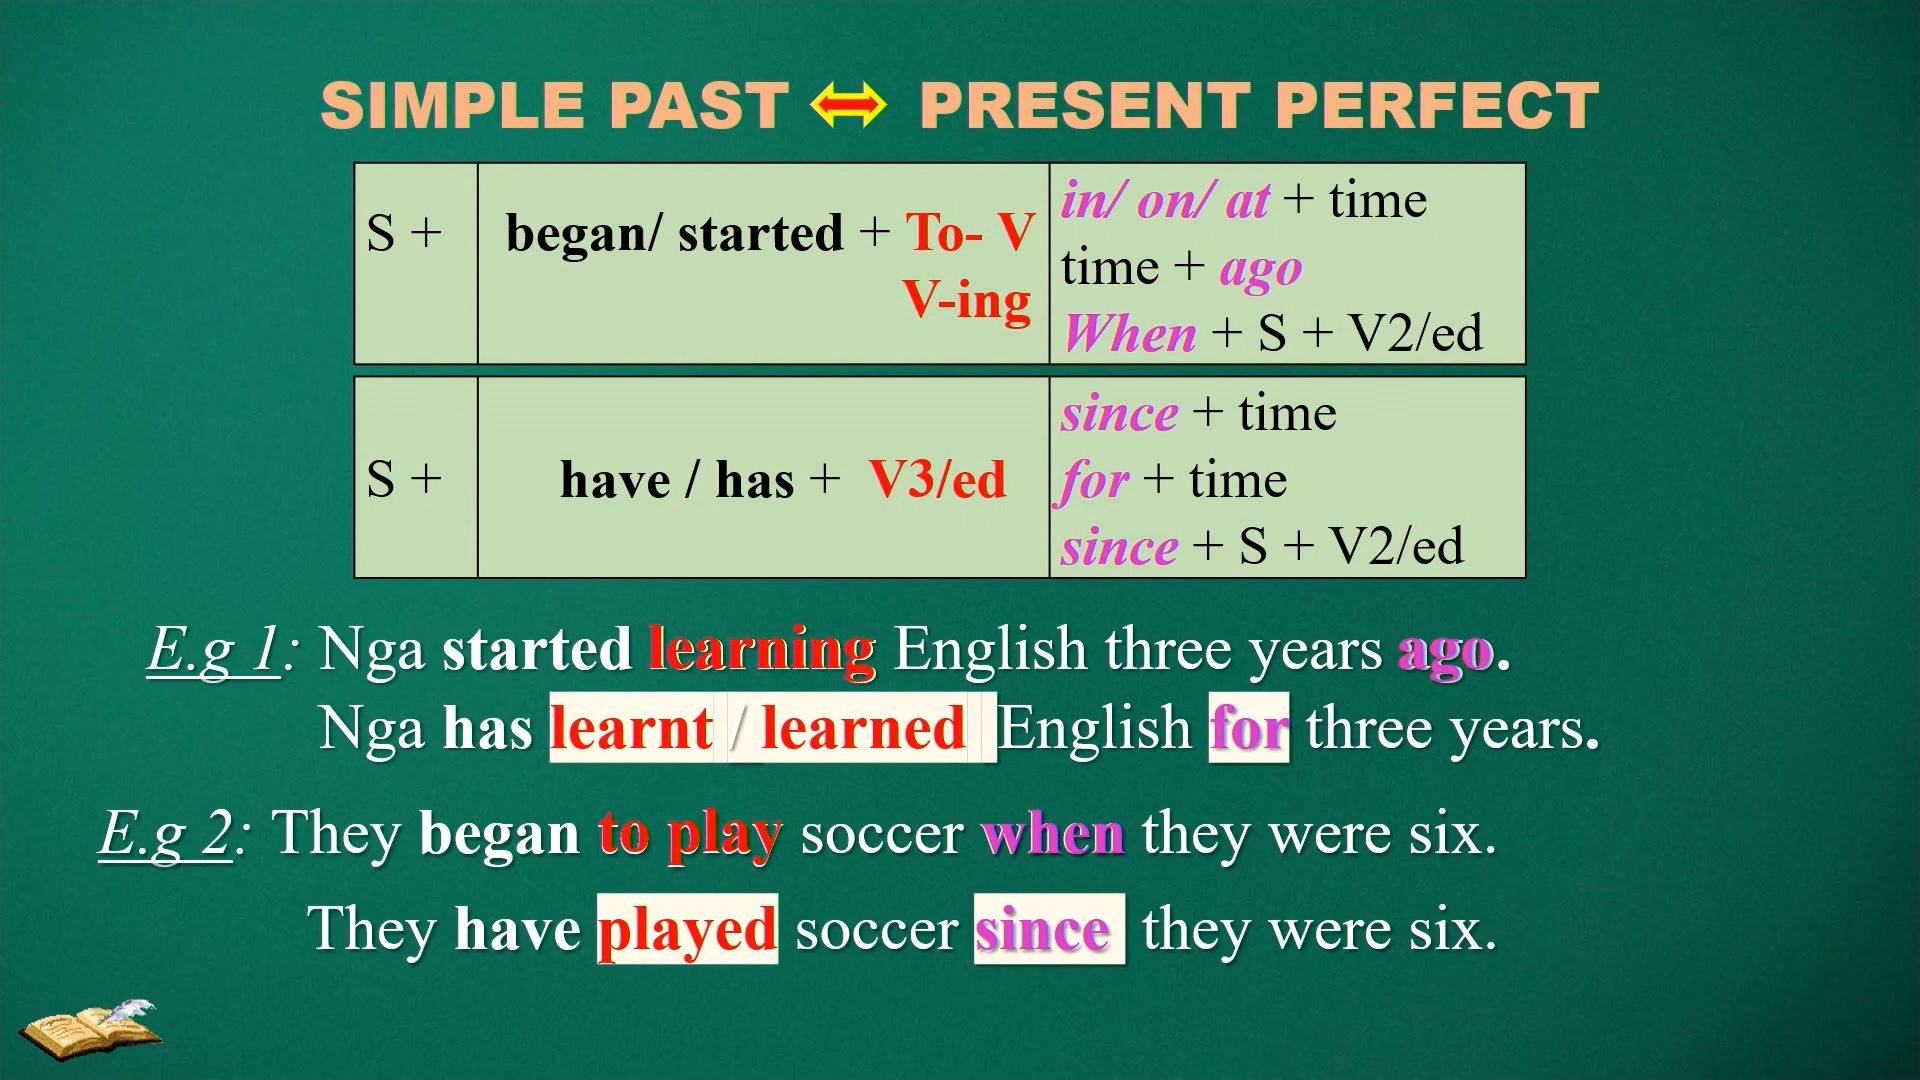 SIMPLE PAST ⇔ PRESENT PERFECT
S + began/ started + To- V
V-ing
in/ on/ at + time
time + ago
When + S + V2/ed
S + have / has + V3/ed
since + time
for + time
since + S + V2/ed
E.g 1: Nga started learning English three years ago.
Nga has learnt / learned English for three years.
E.g 2: They began to play soccer when they were six.
They have played soccer since they were six.